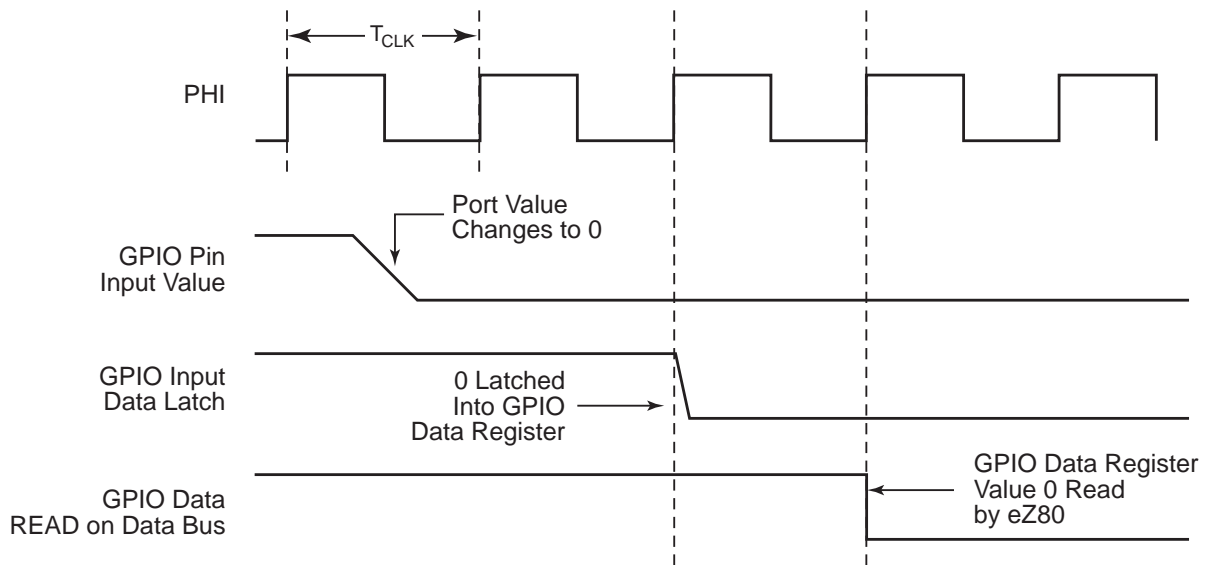 TCLK
PHI
Port Value
Changes to 0
GPIO Pin
Input Value
GPIO Input
Data Latch
0 Latched
Into GPIO
Data Register
GPIO Data
READ on Data Bus
GPIO Data Register
Value 0 Read
by eZ80